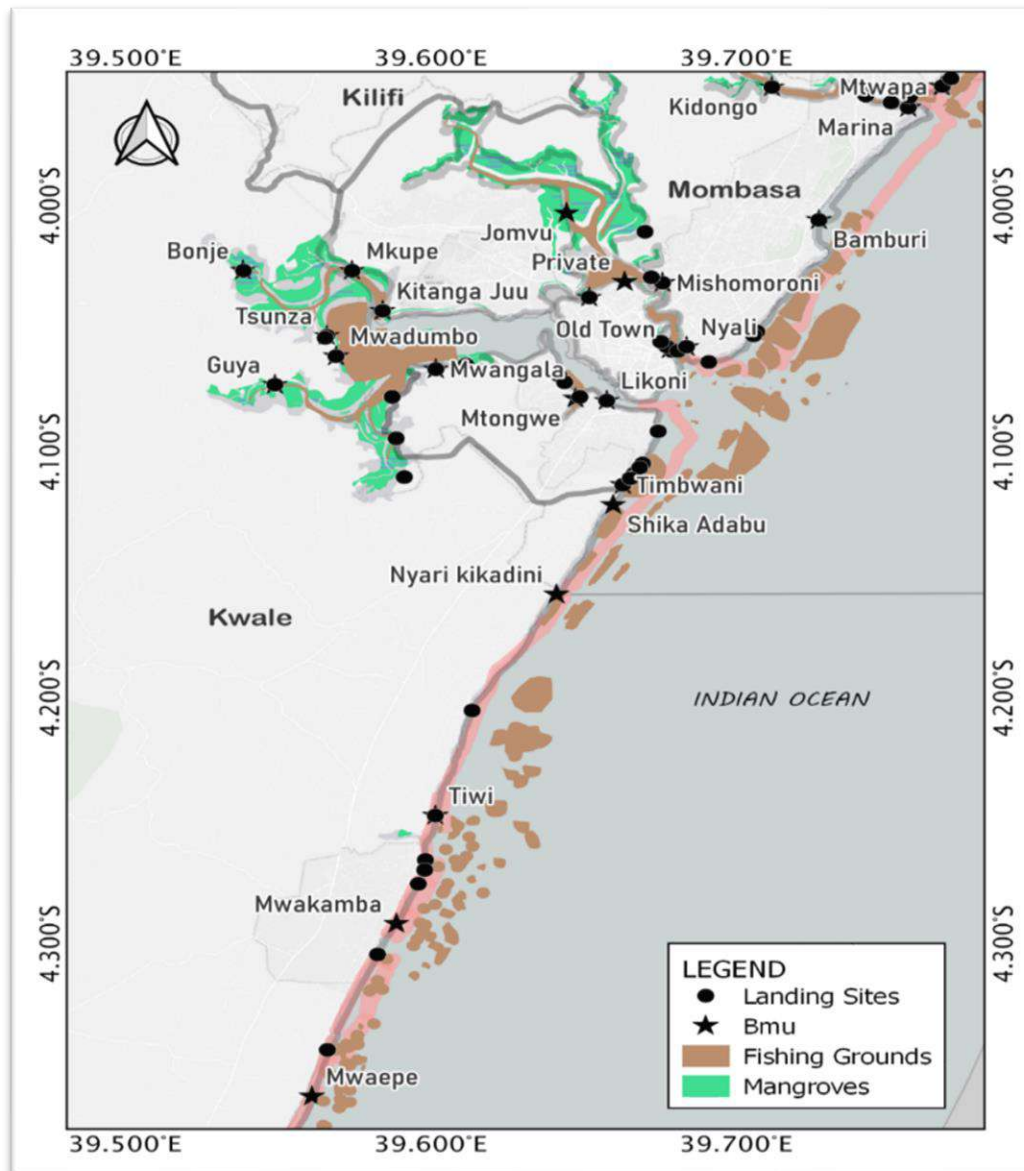 39.500°E 39.600°E 39.700°E
Kilifi
Mtwapa
Kidongo
Marina
4.000°S
4.000°S
Mombasa
Jomvu
Bamburi
Bonje
Mkupe
Private
Mishomoroni
Kitanga Juu
Tsunza
Old Town
Nyali
Mwadumbo
Guya
Mwangala
Likoni
Mtongwe
4.100°S
4.100°S
Timbwani
Shika Adabu
Nyari kikadini
Kwale
4.200°S
4.200°S
INDIAN OCEAN
Tiwi
Mwakamba
4.300°S
4.300°S
LEGEND
Landing Sites
Bmu
Fishing Grounds
Mangroves
Mwaepe
39.500°E 39.600°E 39.700°E